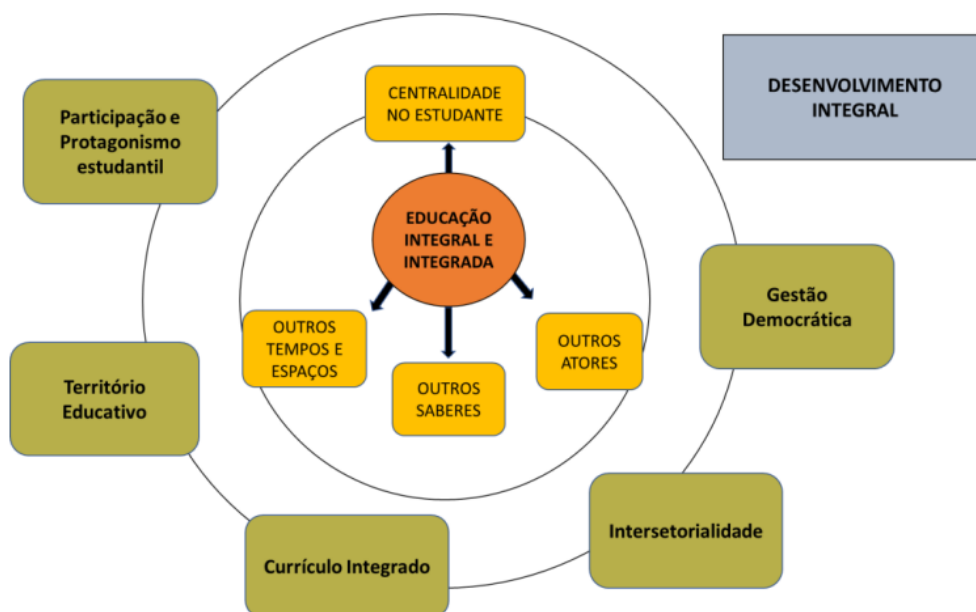 CENTRALIDADE
NO ESTUDANTE
DESENVOLVIMENTO
INTEGRAL
Participação e
Protagonismo
estudantil
EDUCAÇÃO
INTEGRAL E
INTEGRADA
Gestão
Democrática
OUTROS
TEMPOS E
ESPAÇOS
OUTROS
ATORES
OUTROS
SABERES
Território
Educativo
Intersetorialidade
Currículo Integrado